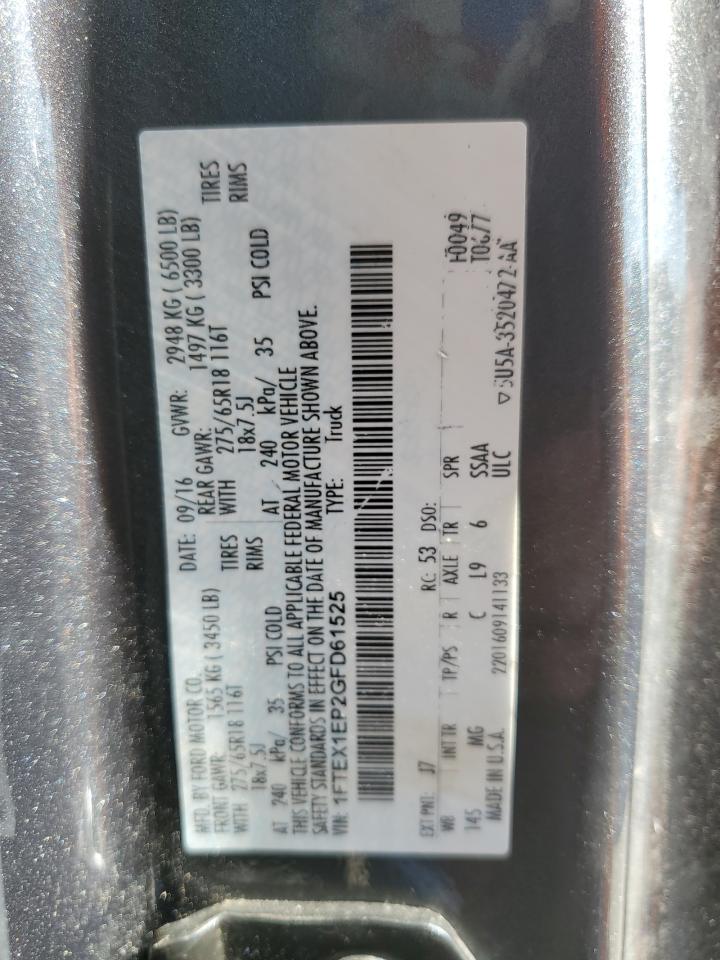 MFD. BY FORD MOTOR CO.
DATE: 09/16 GVWR: 2948 KG ( 6500 LB)
FRONT GAWR: 1565 KG ( 3450 LB)
REAR GAWR: 1497 KG ( 3300 LB)
WITH 275/65R18 116T TIRES
WITH 275/65R18 116T TIRES
18x7.5J RIMS
18x7.5J RIMS
AT 240 kPa/ 35 PSI COLD
AT 240 kPa/ 35 PSI COLD
THIS VEHICLE CONFORMS TO ALL APPLICABLE FEDERAL MOTOR VEHICLE
SAFETY STANDARDS IN EFFECT ON THE DATE OF MANUFACTURE SHOWN ABOVE.
VIN: 1FTEX1EP2GFD61525 TYPE: Truck
EXT PNT: J7 RC: 53 DSO:
WB INT TR TP/PS R AXLE TR SPR
145 MG C L9 6 SSAA
MADE IN U.S.A. 2201609141133 ULC
H0049
T0677
5U5A-3520472-AA